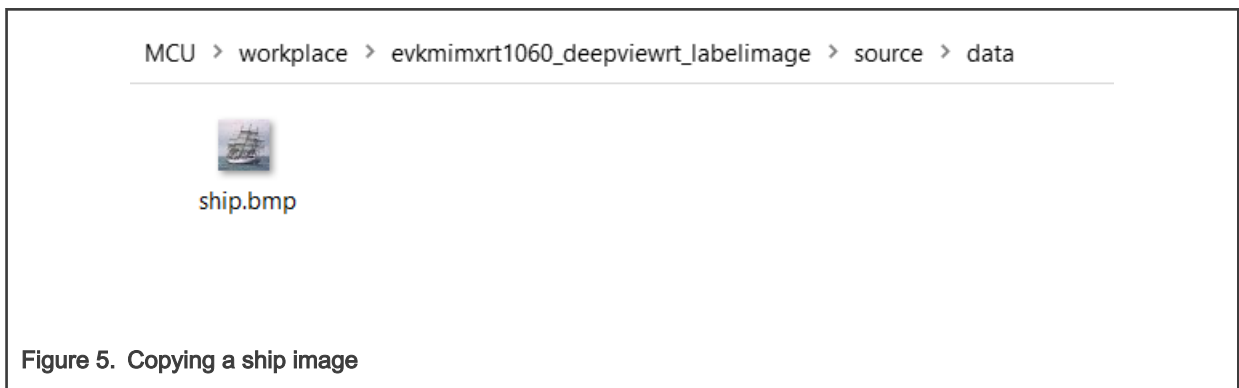 MCU > workplace > evkmimxrt1060_deepviewrt_labelimage > source > data
ship.bmp
Figure 5. Copying a ship image